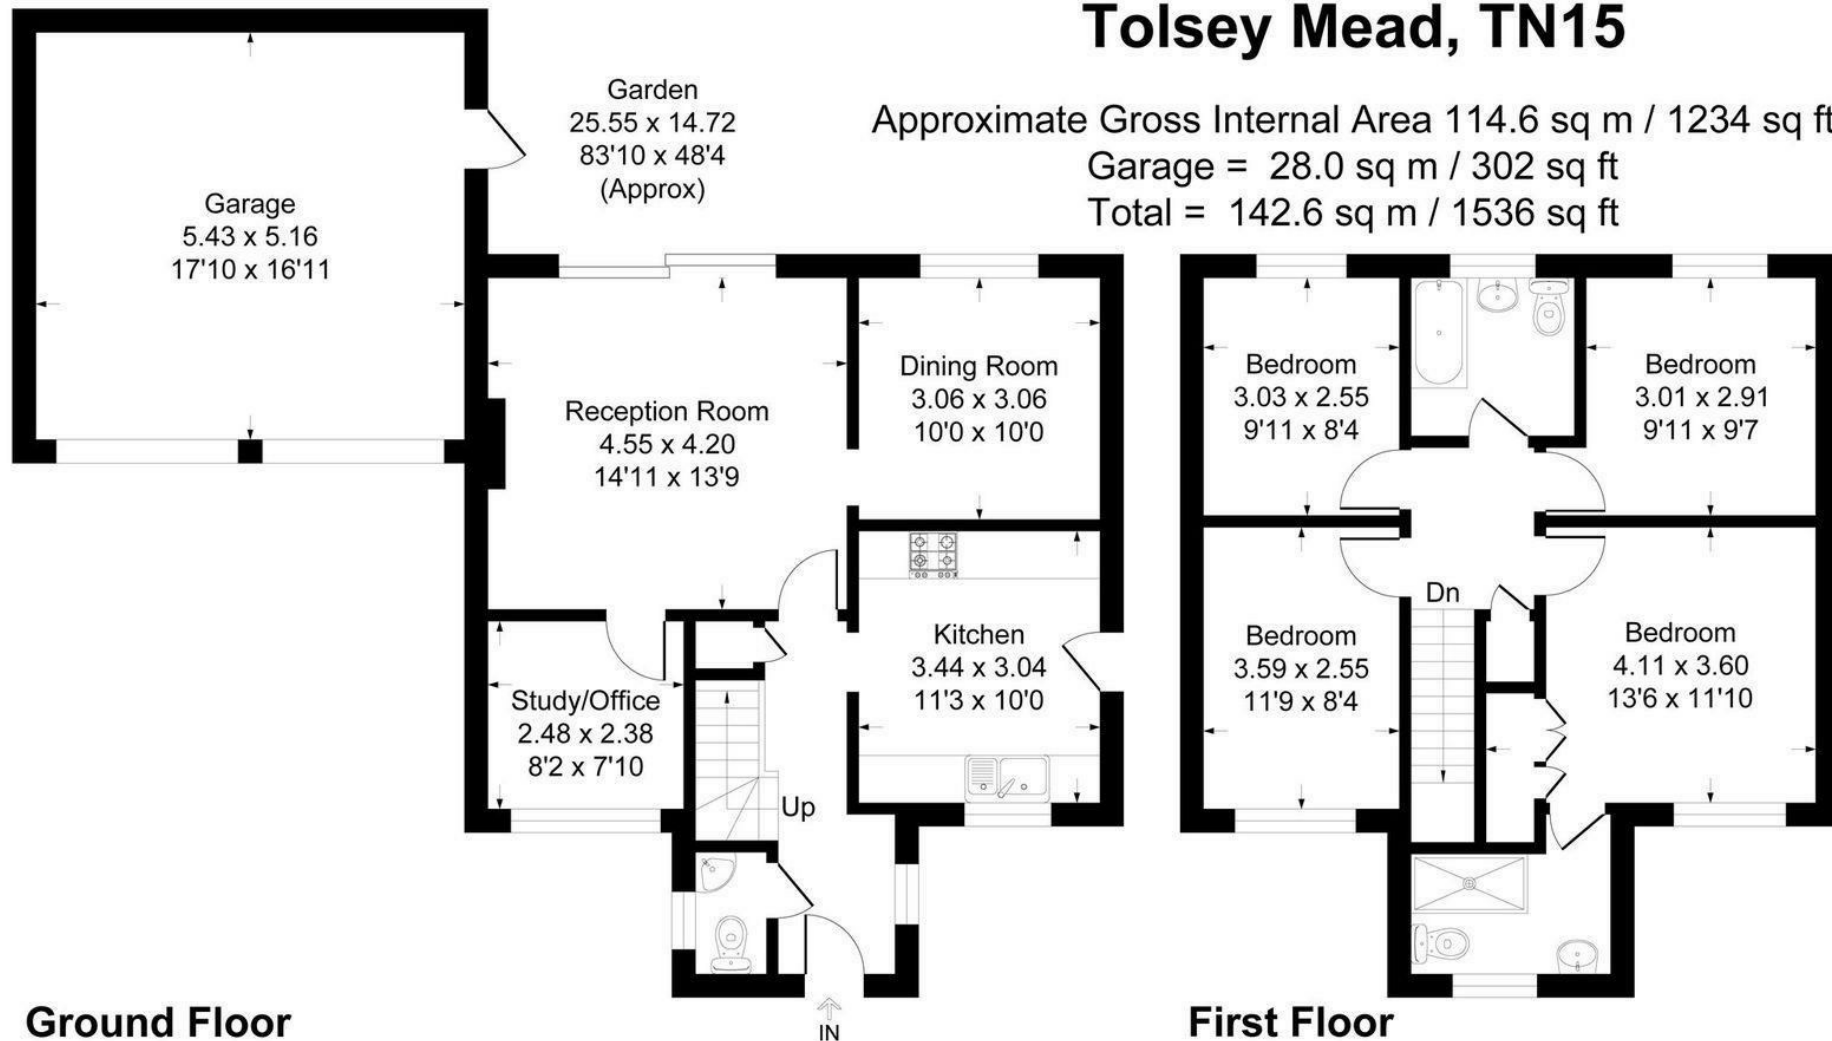 Tolsey Mead, TN15
Approximate Gross Internal Area 114.6 sq m / 1234 sq ft
Garage = 28.0 sq m / 302 sq ft
Total = 142.6 sq m / 1536 sq ft
Garden
25.55 x 14.72
83'10 x 48'4
(Approx)
Garage
5.43 x 5.16
17'10 x 16'11
Reception Room
4.55 x 4.20
14'11 x 13'9
Dining Room
3.06 x 3.06
10'0 x 10'0
Kitchen
3.44 x 3.04
11'3 x 10'0
Study/Office
2.48 x 2.38
8'2 x 7'10
Up
IN
Ground Floor
Bedroom
3.03 x 2.55
9'11 x 8'4
Bedroom
3.01 x 2.91
9'11 x 9'7
Dn
Bedroom
3.59 x 2.55
11'9 x 8'4
Bedroom
4.11 x 3.60
13'6 x 11'10
First Floor